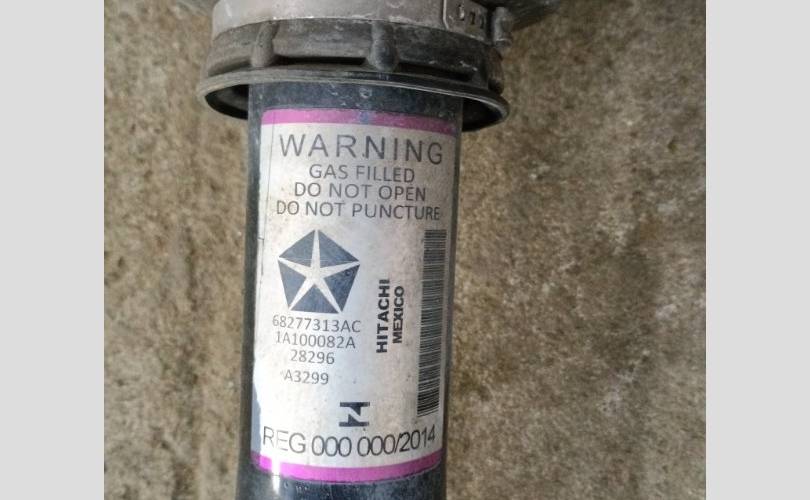 WARNING
GAS FILLED
DO NOT OPEN
DO NOT PUNCTURE
68277313AC
1A100082A
28296
A3299
HITACHI
MEXICO
REG 000 000/2014